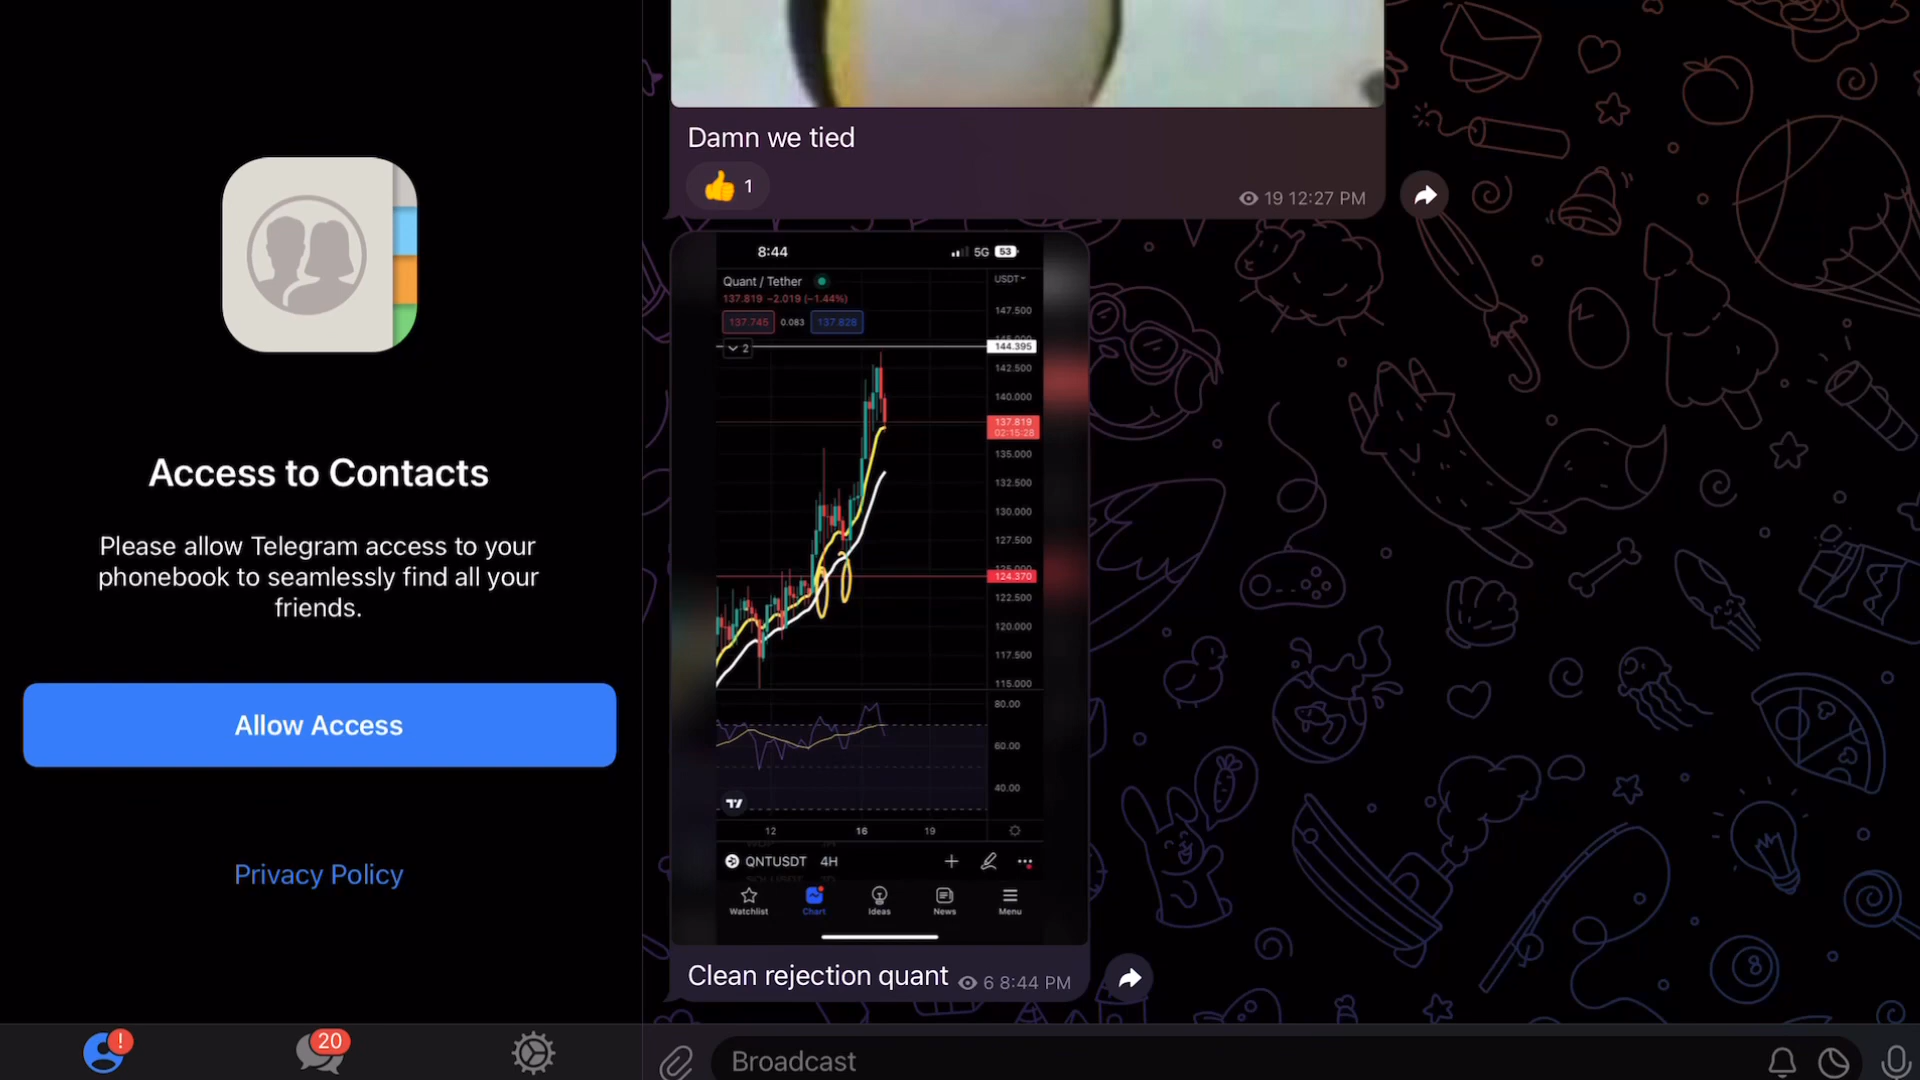 Access to Contacts
Please allow Telegram access to your
phonebook to seamlessly find all your
friends.
Allow Access
Privacy Policy
!
20
Damn we tied
👍 1
19 12:27 PM
8:44
5G 53
Quant / Tether
USDT
137.819 −2.019 (−1.44%)
137.745 0.083 137.828
2
147.500
144.395
142.500
140.000
137.819
02:15:28
135.000
132.500
130.000
127.500
125.000
124.370
122.500
120.000
117.500
115.000
80.00
60.00
40.00
12 16 19
QNTUSDT 4H
Watchlist Chart Ideas News Menu
Clean rejection quant 6 8:44 PM
Broadcast